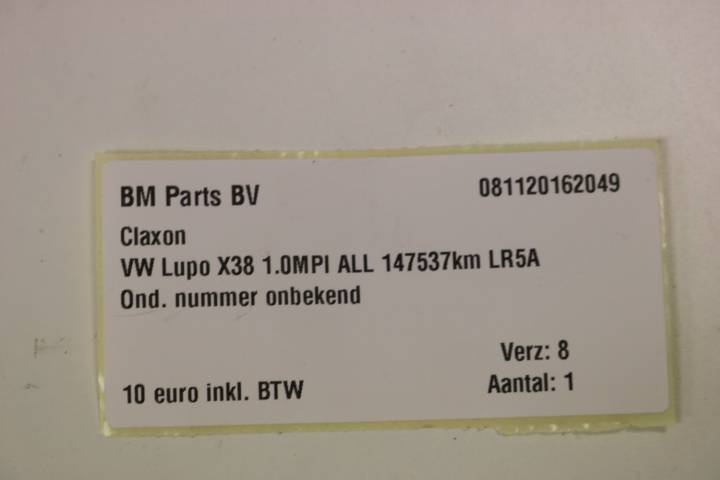 BM Parts BV 081120162049
Claxon
VW Lupo X38 1.0MPI ALL 147537km LR5A
Ond. nummer onbekend
Verz: 8
10 euro inkl. BTW Aantal: 1